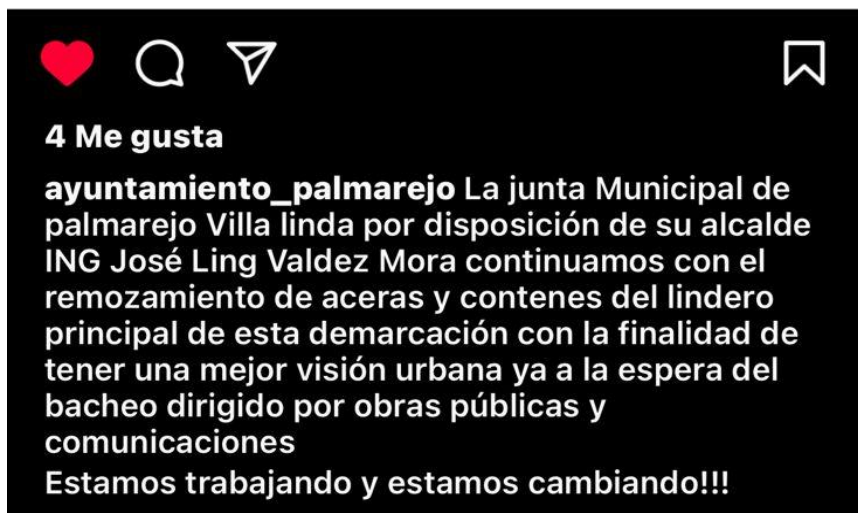 4 Me gusta
ayuntamiento_palmarejo La junta Municipal de
palmarejo Villa linda por disposición de su alcalde
ING José Ling Valdez Mora continuamos con el
remozamiento de aceras y contenes del lindero
principal de esta demarcación con la finalidad de
tener una mejor visión urbana ya a la espera del
bacheo dirigido por obras públicas y
comunicaciones
Estamos trabajando y estamos cambiando!!!